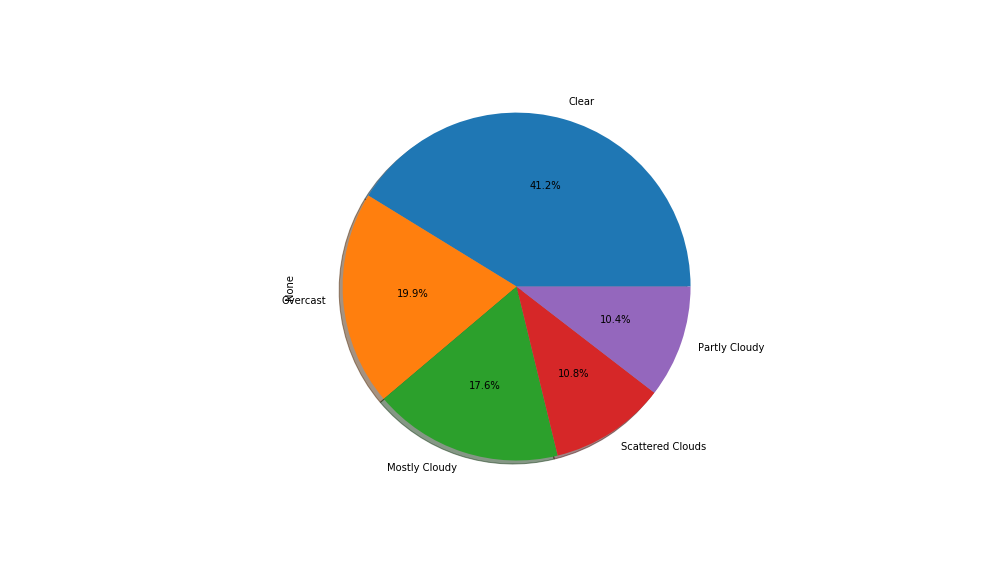 Clear
41.2%
None
Overcast
19.9%
10.4%
Partly Cloudy
10.8%
17.6%
Scattered Clouds
Mostly Cloudy